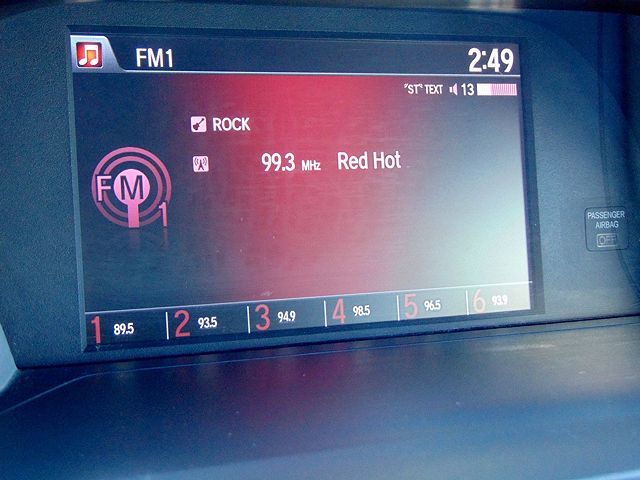 FM1 2:49
ST TEXT 13
ROCK
99.3 MHz Red Hot
FM 1
PASSENGER
AIRBAG
OFF
1 89.5 2 93.5 3 94.9 4 98.5 5 96.5 6 93.9